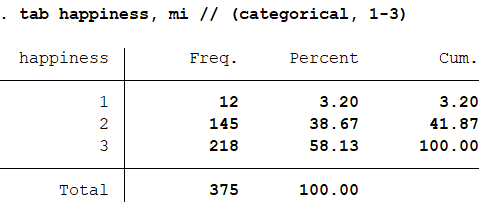 . tab happiness, mi // (categorical, 1-3)
happiness Freq. Percent Cum.
1 12 3.20 3.20
2 145 38.67 41.87
3 218 58.13 100.00
Total 375 100.00